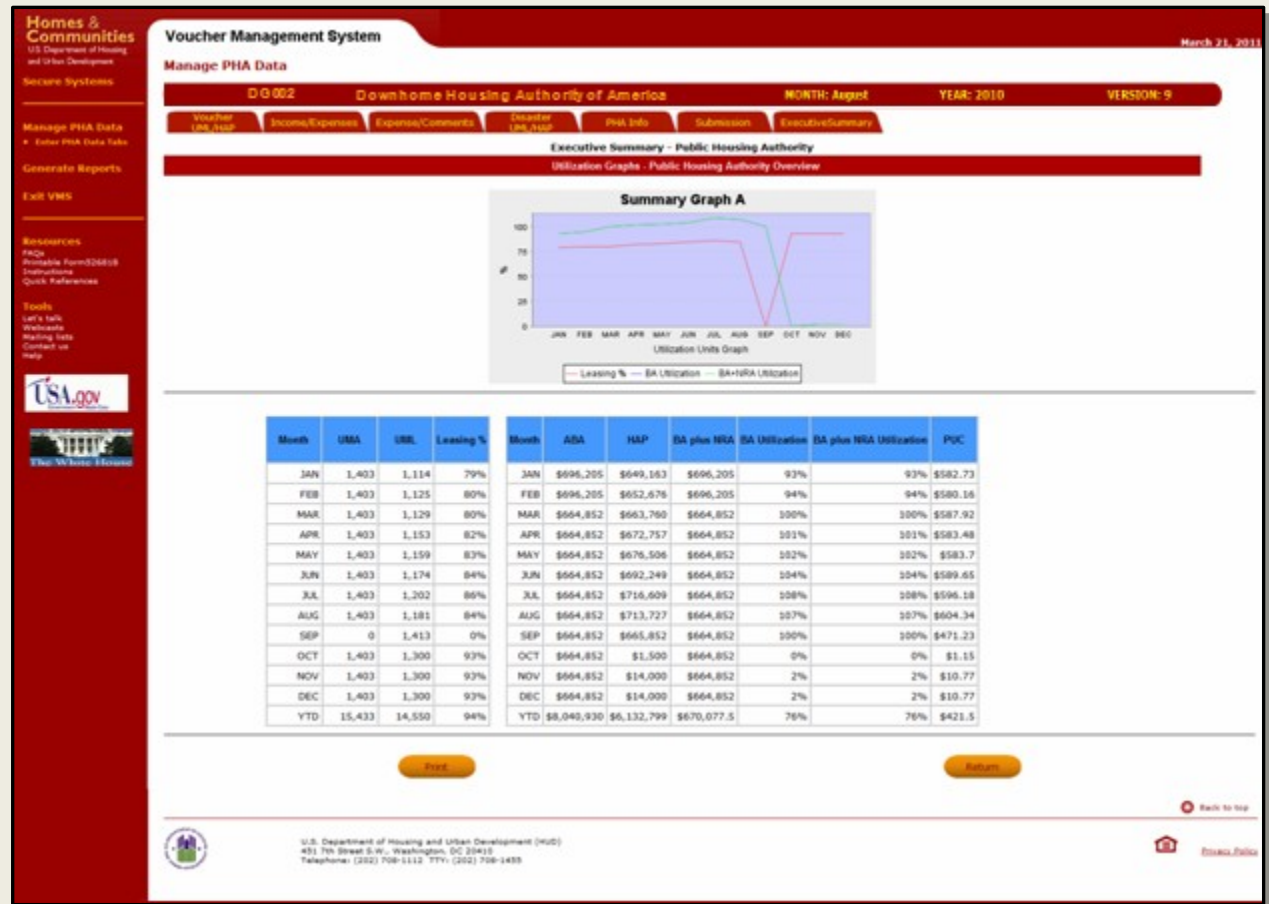 Homes &
Communities
U.S. Department of Housing
and Urban Development
Secure Systems
Manage PHA Data
Enter PHA Data Tabs
Generate Reports
Exit VMS
Resources
FAQs
Printable Form52681B
Instructions
Quick References
Tools
Let's talk
Webcasts
Mailing lists
Contact us
Help
USA.gov
The White House
Voucher Management System
March 21, 2011
Manage PHA Data
DG002 Downhome Housing Authority of America MONTH: August YEAR: 2010 VERSION: 9
Voucher UML/HAP Income/Expenses Expense/Comments Disaster UML/HAP PHA Info Submission ExecutiveSummary
Executive Summary - Public Housing Authority
Utilization Graphs - Public Housing Authority Overview
Summary Graph A
100
75
%
50
25
0
JAN FEB MAR APR MAY JUN JUL AUG SEP OCT NOV DEC
Utilization Units Graph
Leasing % BA Utilization BA+NRA Utilization
Month UMA UML Leasing % Month ABA HAP BA plus NRA BA Utilization BA plus NRA Utilization PUC
JAN 1,403 1,114 79% JAN $696,205 $649,163 $696,205 93% 93% $582.73
FEB 1,403 1,125 80% FEB $696,205 $652,676 $696,205 94% 94% $580.16
MAR 1,403 1,129 80% MAR $664,852 $663,760 $664,852 100% 100% $587.92
APR 1,403 1,153 82% APR $664,852 $672,757 $664,852 101% 101% $583.48
MAY 1,403 1,159 83% MAY $664,852 $676,506 $664,852 102% 102% $583.7
JUN 1,403 1,174 84% JUN $664,852 $692,249 $664,852 104% 104% $589.65
JUL 1,403 1,202 86% JUL $664,852 $716,609 $664,852 108% 108% $596.18
AUG 1,403 1,181 84% AUG $664,852 $713,727 $664,852 107% 107% $604.34
SEP 0 1,413 0% SEP $664,852 $665,852 $664,852 100% 100% $471.23
OCT 1,403 1,300 93% OCT $664,852 $1,500 $664,852 0% 0% $1.15
NOV 1,403 1,300 93% NOV $664,852 $14,000 $664,852 2% 2% $10.77
DEC 1,403 1,300 93% DEC $664,852 $14,000 $664,852 2% 2% $10.77
YTD 15,433 14,550 94% YTD $8,040,930 $6,132,799 $670,077.5 76% 76% $421.5
Print Return
Back to top
U.S. Department of Housing and Urban Development (HUD)
451 7th Street S.W., Washington, DC 20410
Telephone: (202) 708-1112 TTY: (202) 708-1455
Privacy Policy